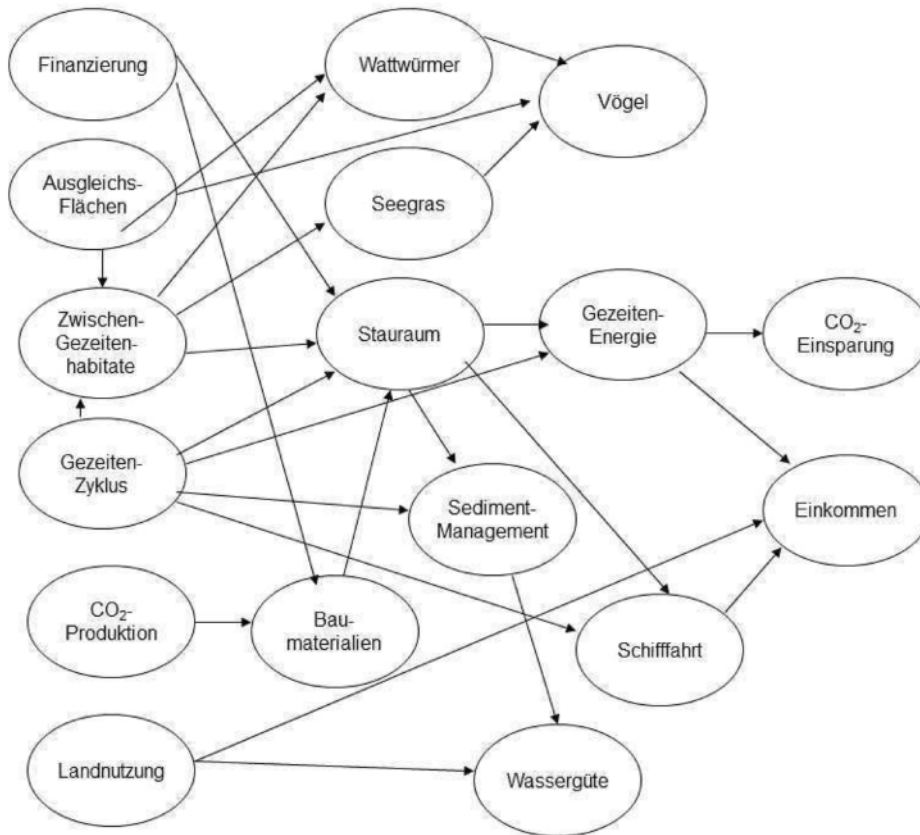 Finanzierung
Wattwürmer
Vögel
Ausgleichs-
Flächen
Seegras
Zwischen-
Gezeiten-
habitate
Stauraum
Gezeiten-
Energie
CO₂-
Einsparung
Gezeiten-
Zyklus
Sediment-
Management
Einkommen
CO₂-
Produktion
Bau-
materialien
Schifffahrt
Landnutzung
Wassergüte